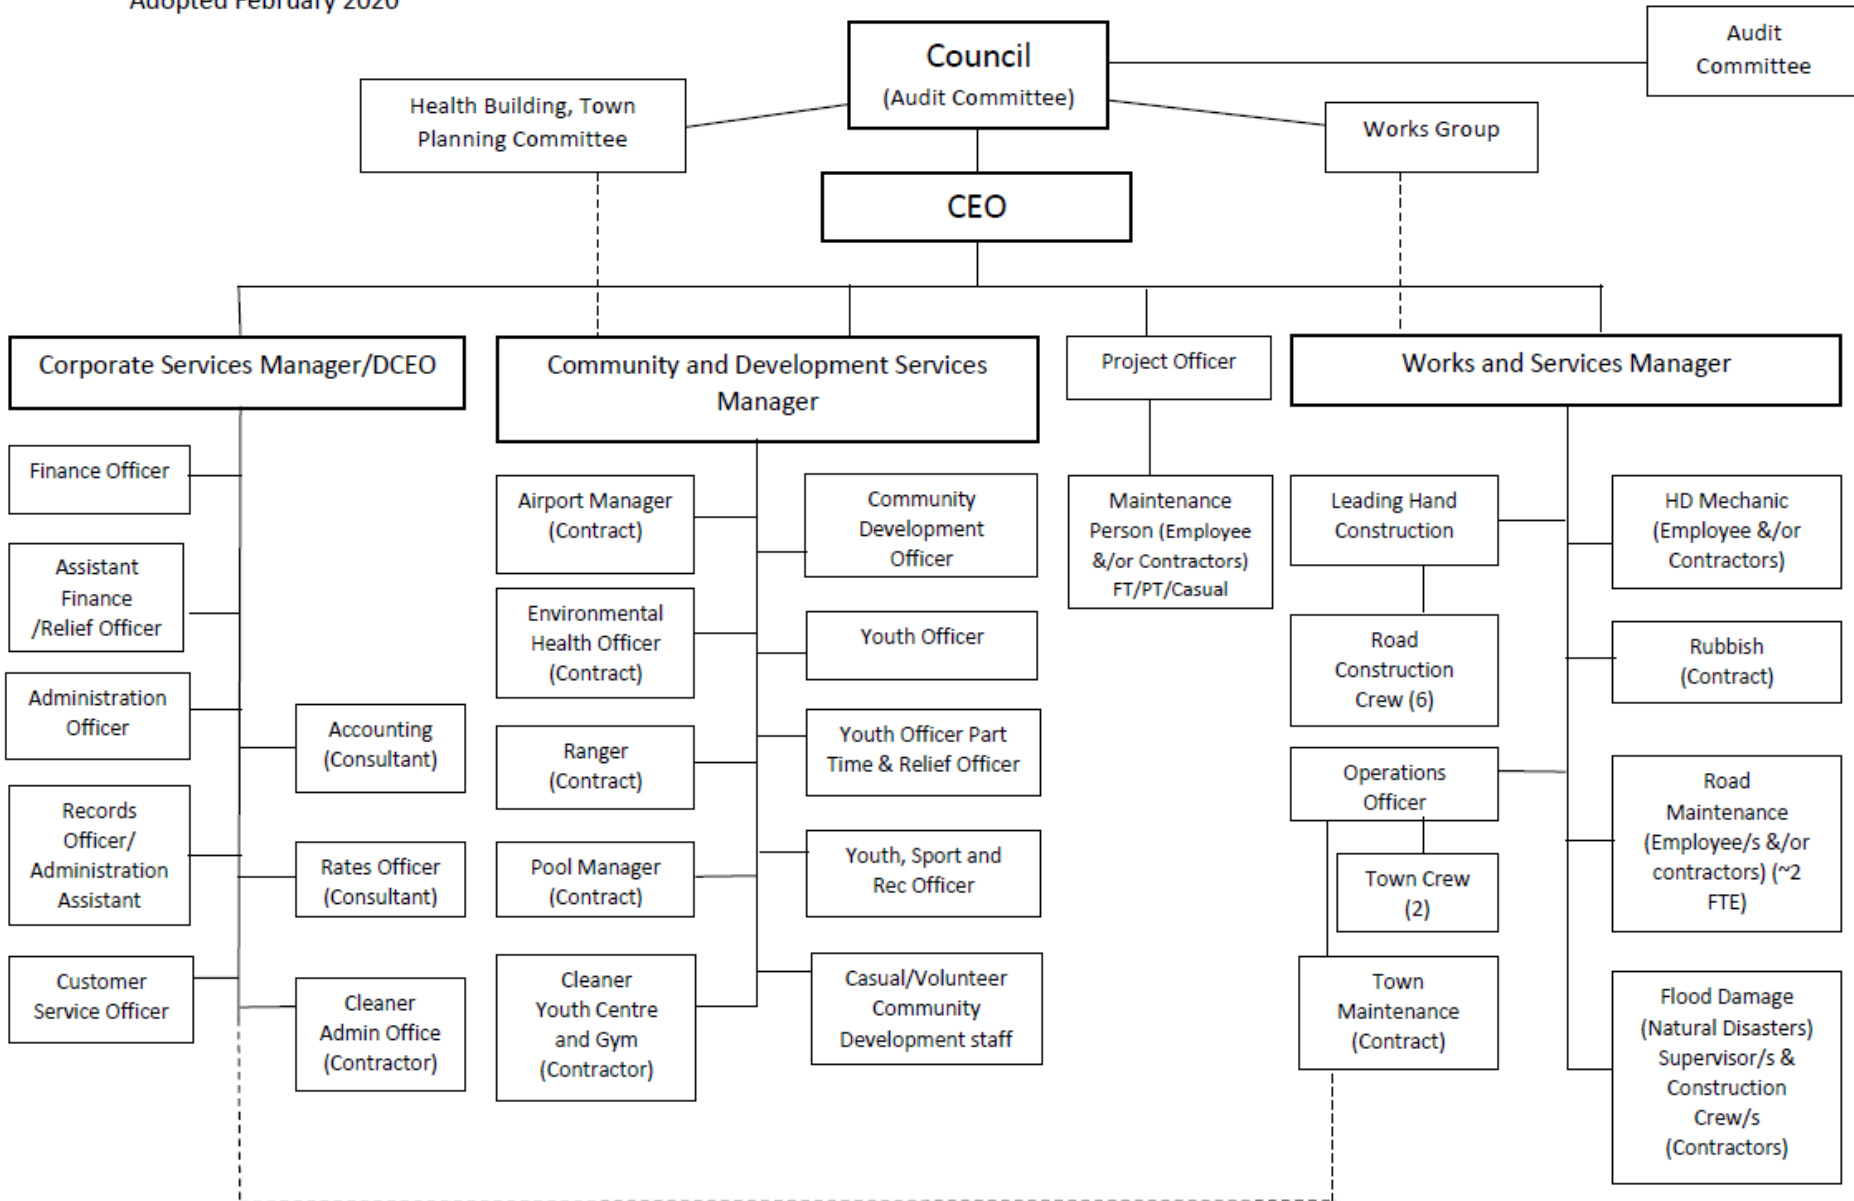 Adopted February 2020
Council
(Audit Committee)
Audit
Committee
Health Building, Town
Planning Committee
Works Group
CEO
Corporate Services Manager/DCEO
Community and Development Services
Manager
Project Officer
Works and Services Manager
Finance Officer
Assistant
Finance
/Relief Officer
Administration
Officer
Records
Officer/
Administration
Assistant
Customer
Service Officer
Accounting
(Consultant)
Rates Officer
(Consultant)
Cleaner
Admin Office
(Contractor)
Airport Manager
(Contract)
Environmental
Health Officer
(Contract)
Ranger
(Contract)
Pool Manager
(Contract)
Cleaner
Youth Centre
and Gym
(Contractor)
Community
Development
Officer
Youth Officer
Youth Officer Part
Time & Relief Officer
Youth, Sport and
Rec Officer
Casual/Volunteer
Community
Development staff
Maintenance
Person (Employee
&/or Contractors)
FT/PT/Casual
Leading Hand
Construction
Road
Construction
Crew (6)
Operations
Officer
Town Crew
(2)
Town
Maintenance
(Contract)
HD Mechanic
(Employee &/or
Contractors)
Rubbish
(Contract)
Road
Maintenance
(Employee/s &/or
contractors) (~2
FTE)
Flood Damage
(Natural Disasters)
Supervisor/s &
Construction
Crew/s
(Contractors)